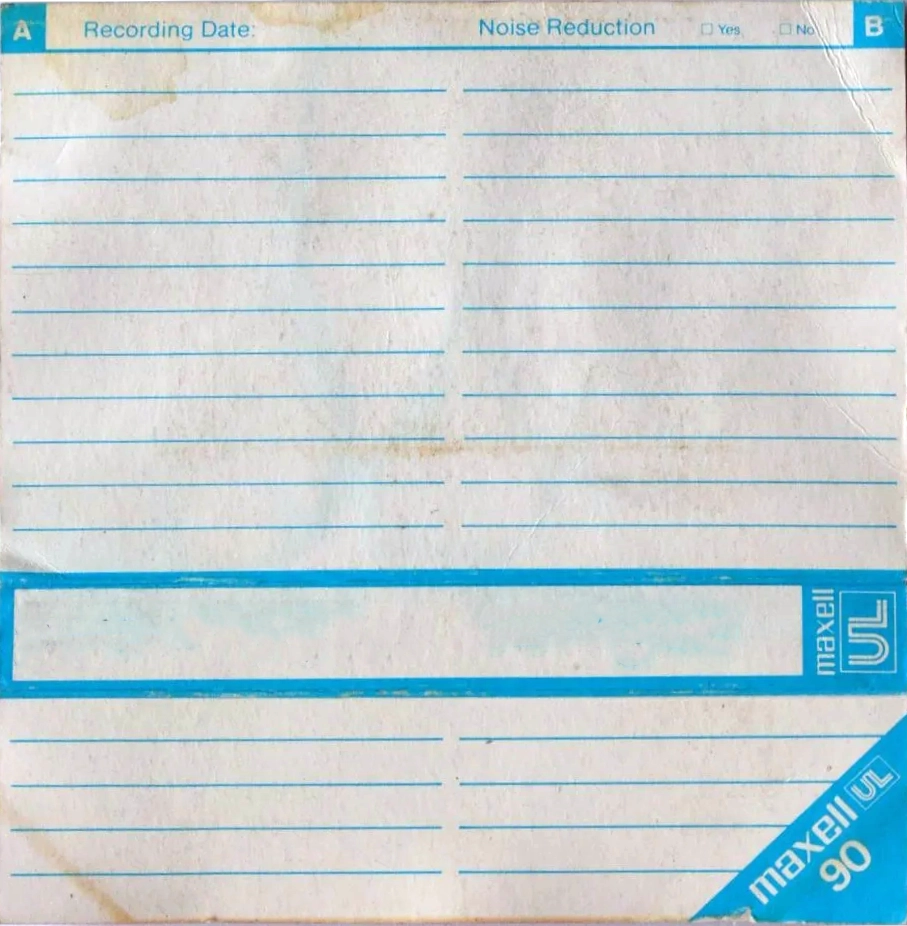 A Recording Date: Noise Reduction □ Yes □ No B
maxell UL
maxell UL
90